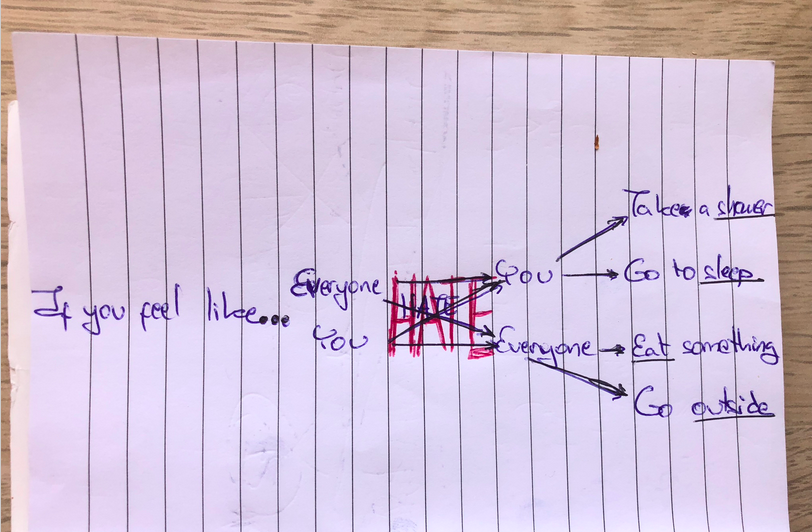 If you feel like...
Everyone
You
HATE
You
Everyone
Take a shower
Go to sleep
Eat something
Go outside